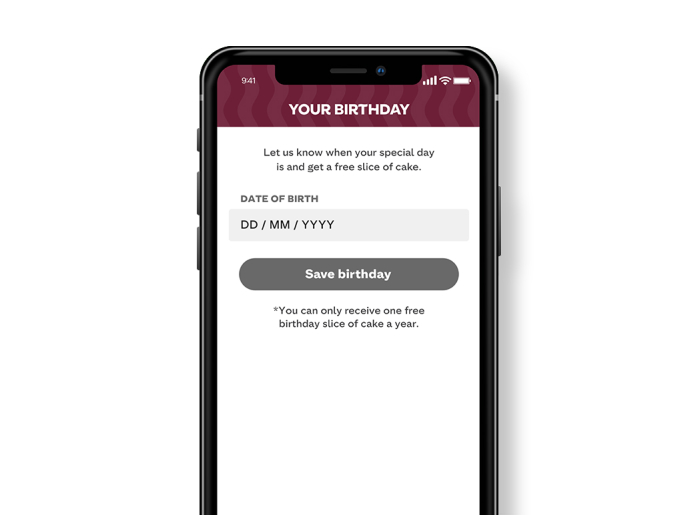 9:41
YOUR BIRTHDAY
Let us know when your special day
is and get a free slice of cake.
DATE OF BIRTH
DD / MM / YYYY
Save birthday
*You can only receive one free
birthday slice of cake a year.